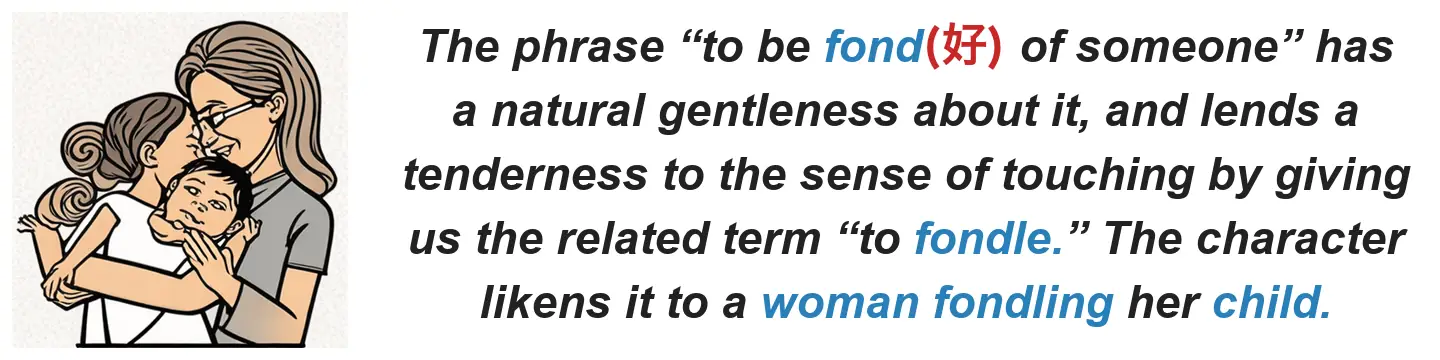 The phrase “to be fond(好) of someone” has
a natural gentleness about it, and lends a
tenderness to the sense of touching by giving
us the related term “to fondle.” The character
likens it to a woman fondling her child.